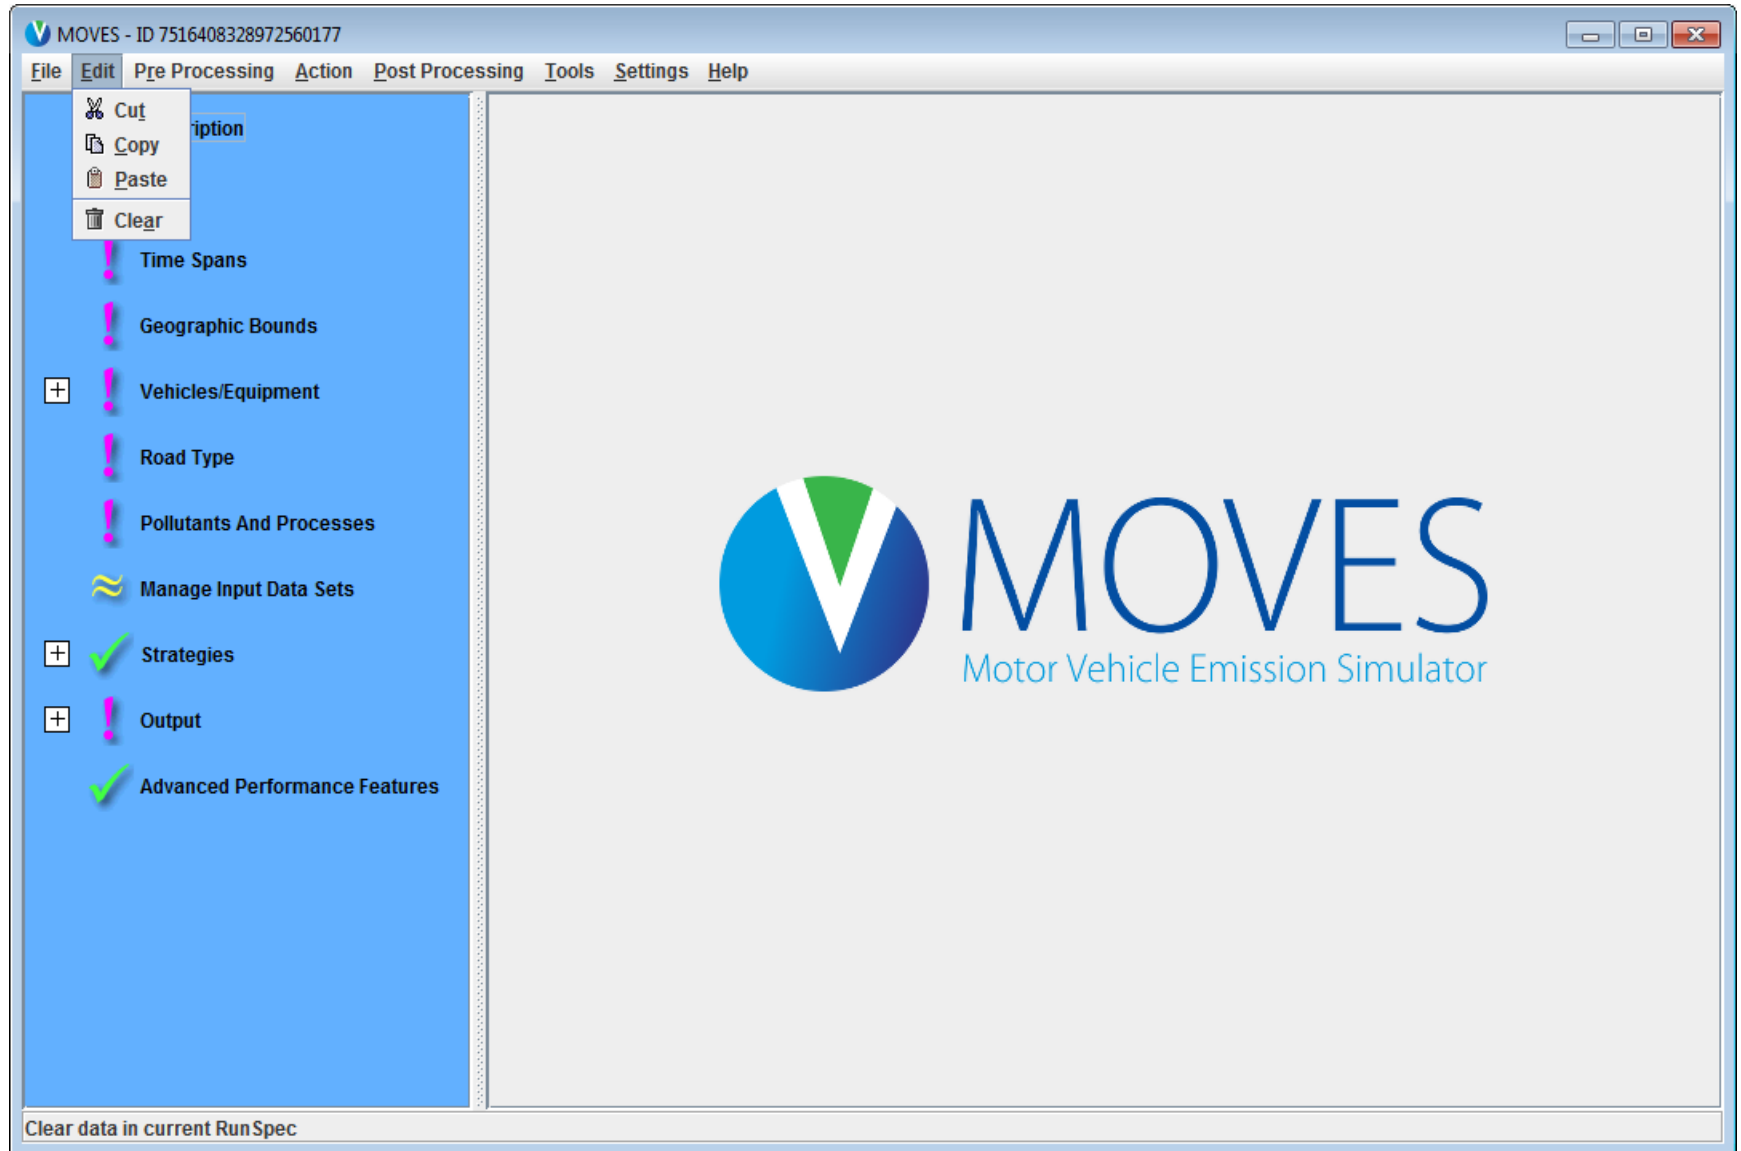 MOVES - ID 7516408328972560177
File Edit Pre Processing Action Post Processing Tools Settings Help
Cut
Copy
Paste
Clear
ription
Time Spans
Geographic Bounds
Vehicles/Equipment
Road Type
Pollutants And Processes
Manage Input Data Sets
Strategies
Output
Advanced Performance Features
MOVES
Motor Vehicle Emission Simulator
Clear data in current RunSpec